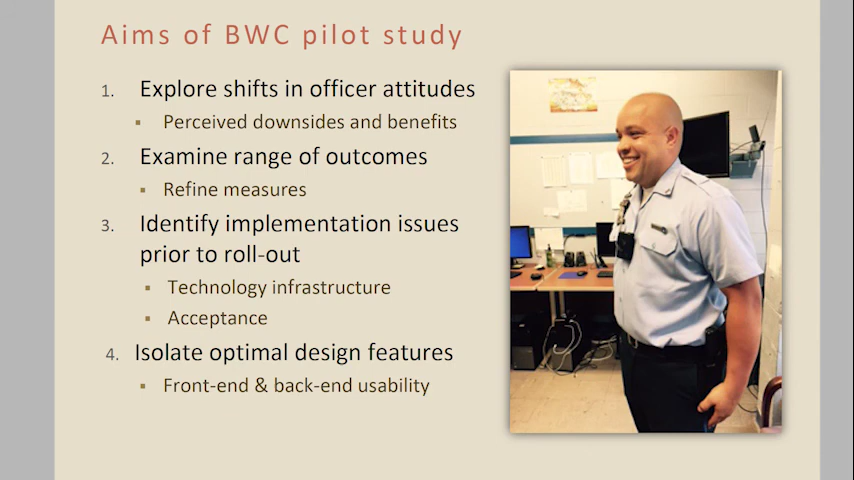 Aims of BWC pilot study
1. Explore shifts in officer attitudes
▪ Perceived downsides and benefits
2. Examine range of outcomes
▪ Refine measures
3. Identify implementation issues
prior to roll-out
▪ Technology infrastructure
▪ Acceptance
4. Isolate optimal design features
▪ Front-end & back-end usability